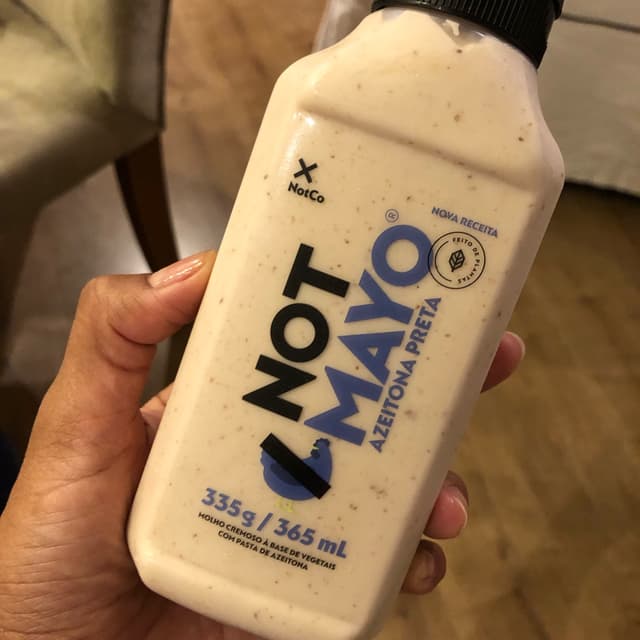 NotCo
NOVA RECEITA
FEITO DE PLANTAS
NOT
MAYO®
AZEITONA PRETA
335g / 365 mL
MOLHO CREMOSO À BASE DE VEGETAIS
COM PASTA DE AZEITONA